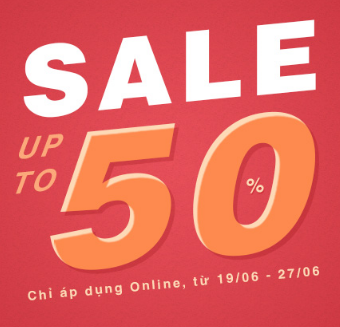 SALE
UP
TO
50%
Chỉ áp dụng Online, từ 19/06 - 27/06